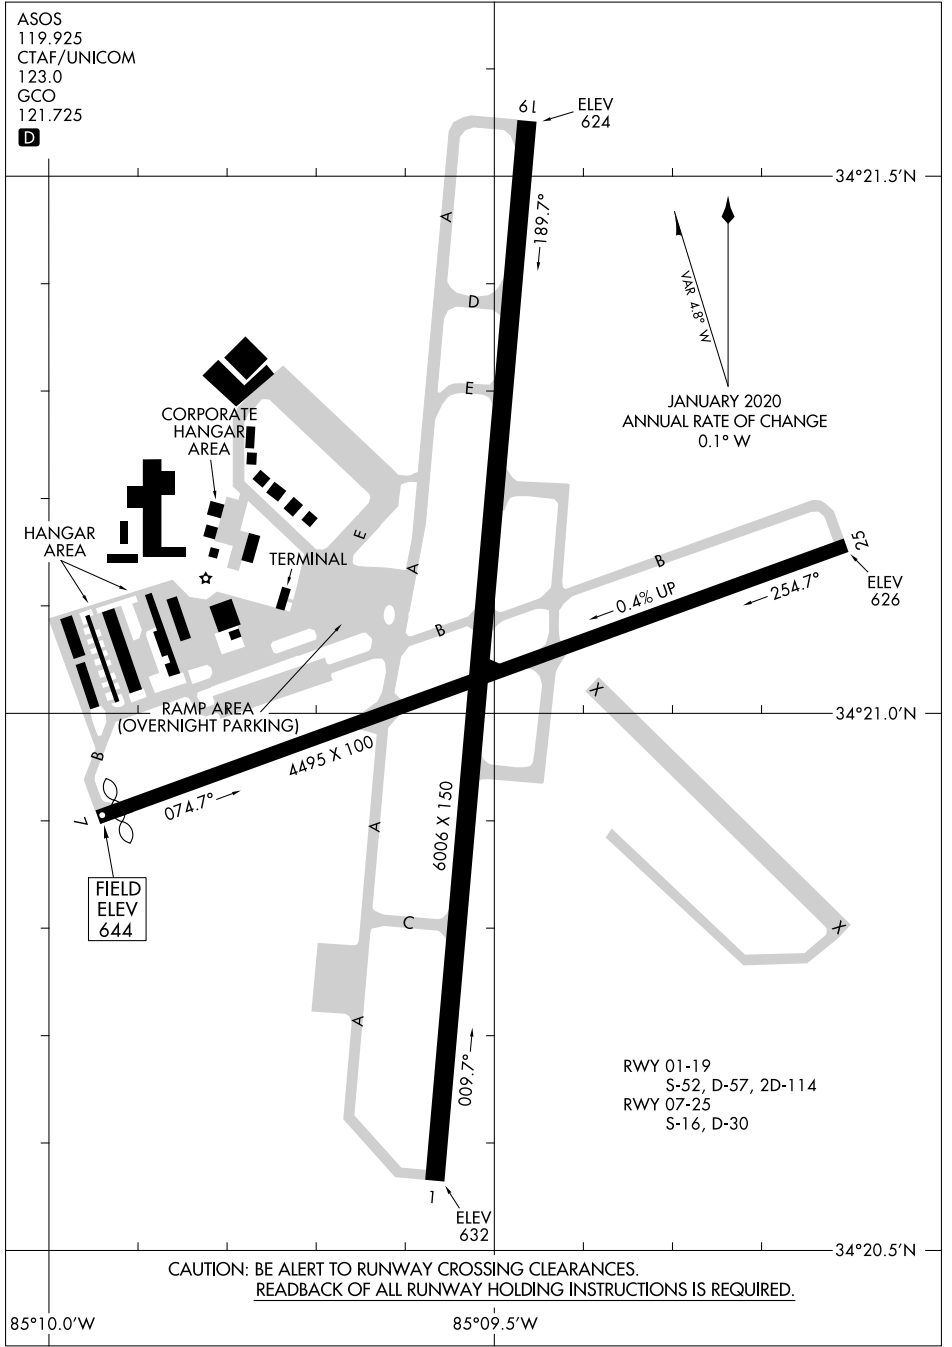 ASOS
119.925
CTAF/UNICOM
123.0
GCO
121.725
D
19
ELEV
624
34°21.5'N
A
189.7°
VAR 4.8° W
D
E
JANUARY 2020
ANNUAL RATE OF CHANGE
0.1° W
CORPORATE
HANGAR
AREA
HANGAR
AREA
E
TERMINAL
A
B
25
ELEV
626
0.4% UP
254.7°
B
X
RAMP AREA
(OVERNIGHT PARKING)
34°21.0'N
B
4495 X 100
074.7°
7
6006 X 150
A
FIELD
ELEV
644
C
X
A
009.7°
RWY 01-19
S-52, D-57, 2D-114
RWY 07-25
S-16, D-30
1
ELEV
632
34°20.5'N
CAUTION: BE ALERT TO RUNWAY CROSSING CLEARANCES.
READBACK OF ALL RUNWAY HOLDING INSTRUCTIONS IS REQUIRED.
85°10.0'W
85°09.5'W